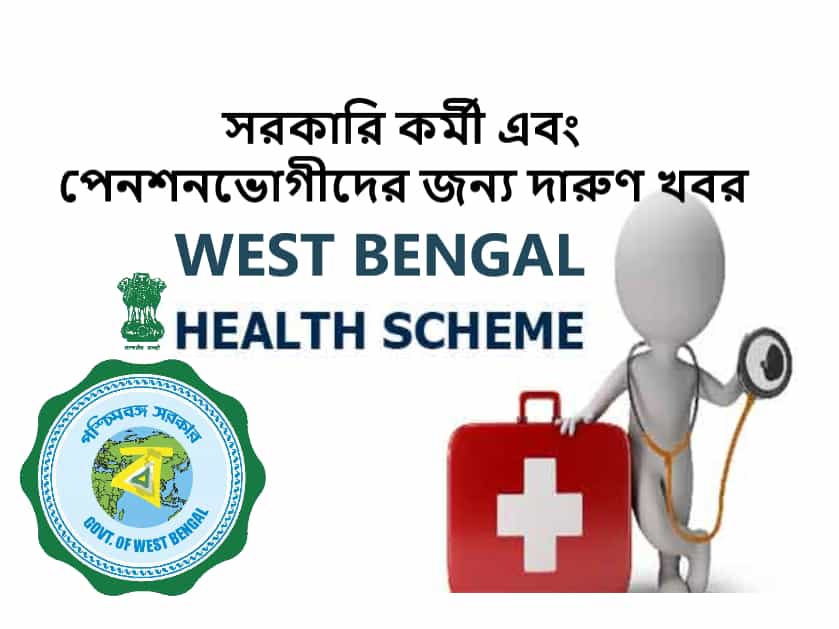 সরকারি কর্মী এবং
পেনশনভোগীদের জন্য দারুণ খবর
WEST BENGAL
HEALTH SCHEME
পশ্চিমবঙ্গ সরকার
GOVT. OF WEST BENGAL